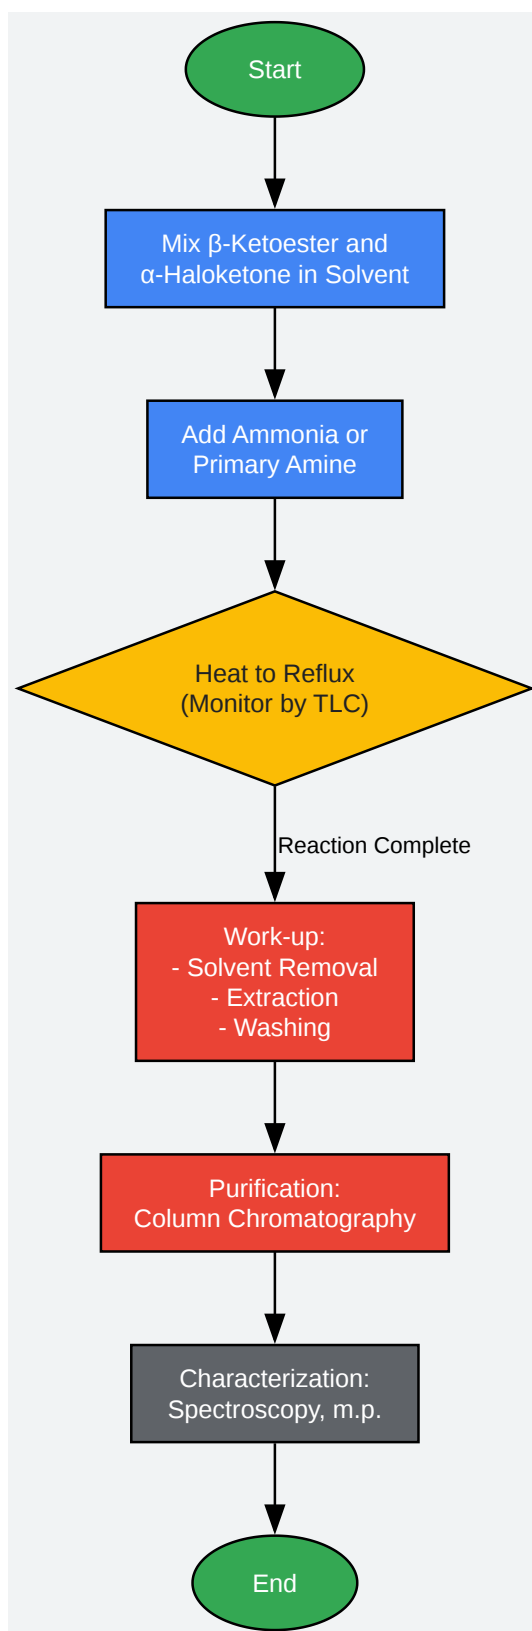 Start
Mix β-Ketoester and
α-Haloketone in Solvent
Add Ammonia or
Primary Amine
Heat to Reflux
(Monitor by TLC)
Reaction Complete
Work-up:
- Solvent Removal
- Extraction
- Washing
Purification:
Column Chromatography
Characterization:
Spectroscopy, m.p.
End